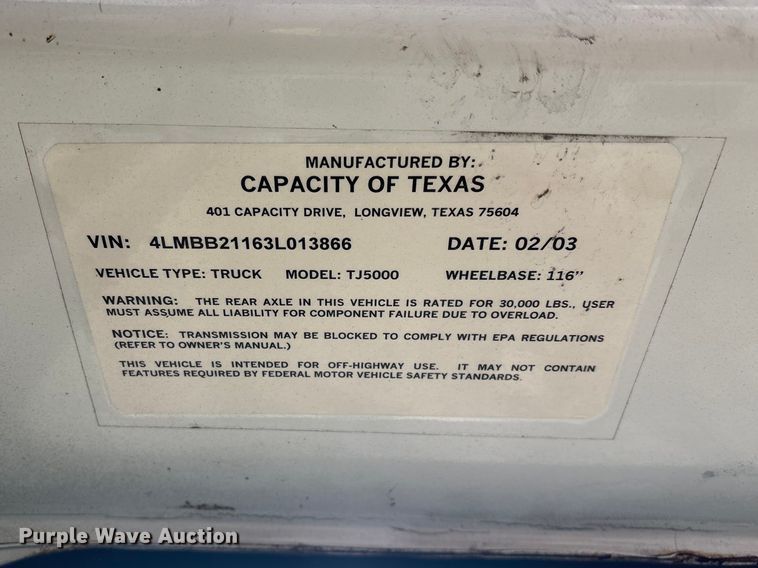 MANUFACTURED BY:
CAPACITY OF TEXAS
401 CAPACITY DRIVE, LONGVIEW, TEXAS 75604
VIN: 4LMBB21163L013866 DATE: 02/03
VEHICLE TYPE: TRUCK MODEL: TJ5000 WHEELBASE: 116"
WARNING: THE REAR AXLE IN THIS VEHICLE IS RATED FOR 30,000 LBS., USER
MUST ASSUME ALL LIABILITY FOR COMPONENT FAILURE DUE TO OVERLOAD.
NOTICE: TRANSMISSION MAY BE BLOCKED TO COMPLY WITH EPA REGULATIONS
(REFER TO OWNER'S MANUAL.)
THIS VEHICLE IS INTENDED FOR OFF-HIGHWAY USE. IT MAY NOT CONTAIN
FEATURES REQUIRED BY FEDERAL MOTOR VEHICLE SAFETY STANDARDS.
Purple Wave Auction